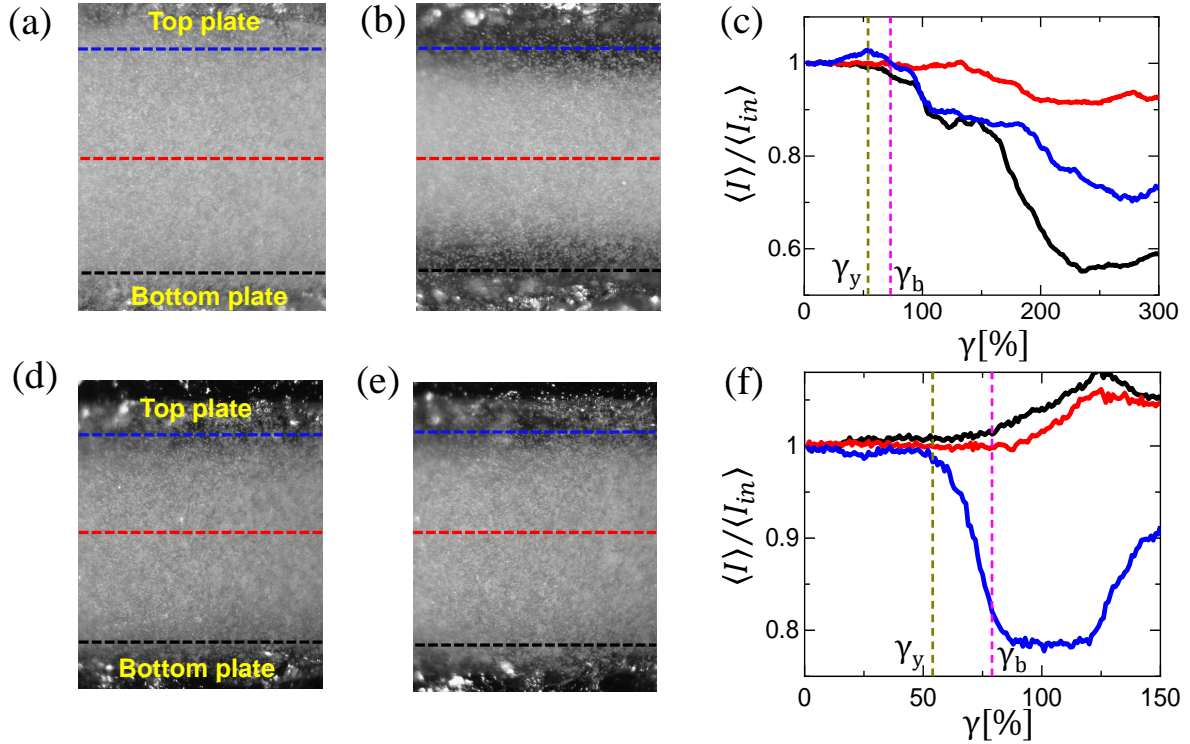 (a)
Top plate
Bottom plate
(b)
(c)
⟨I⟩/⟨I_in⟩
1
0.8
0.6
γ_y
γ_b
0
100
200
300
γ[%]
(d)
Top plate
Bottom plate
(e)
(f)
⟨I⟩/⟨I_in⟩
1
0.9
0.8
γ_y
γ_b
0
50
100
150
γ[%]